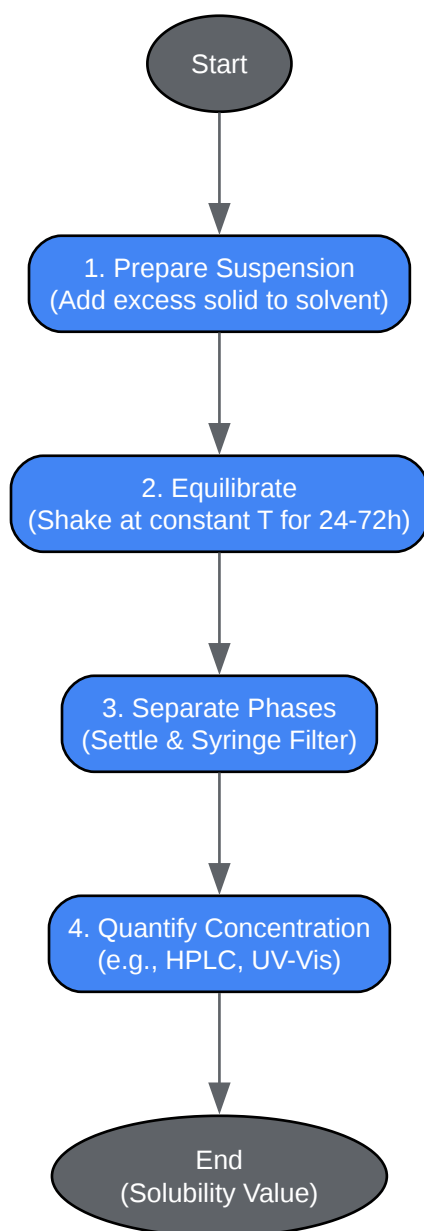 Start
1. Prepare Suspension
(Add excess solid to solvent)
2. Equilibrate
(Shake at constant T for 24-72h)
3. Separate Phases
(Settle & Syringe Filter)
4. Quantify Concentration
(e.g., HPLC, UV-Vis)
End
(Solubility Value)